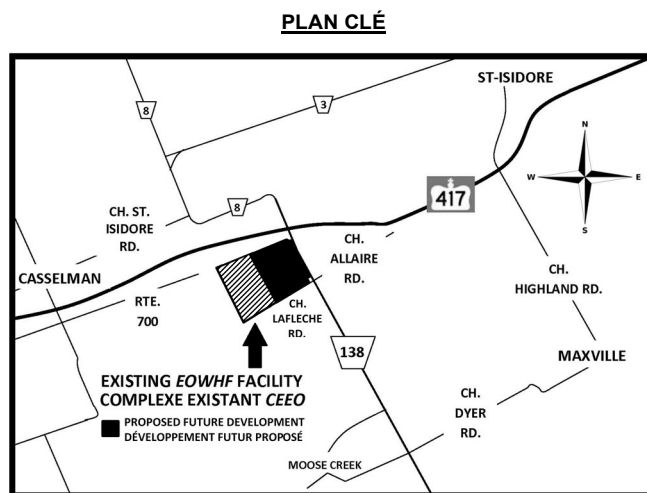 PLAN CLÉ
ST-ISIDORE
8
3
N
W
E
S
417
8
CH. ST.
ISIDORE
RD.
CH.
ALLAIRE
RD.
CASSELMAN
RTE.
700
CH.
HIGHLAND RD.
CH.
LAFLECHE
RD.
138
MAXVILLE
EXISTING EOWHF FACILITY
COMPLEXE EXISTANT CEEO
PROPOSED FUTURE DEVELOPMENT
DÉVELOPPEMENT FUTUR PROPOSÉ
CH.
DYER
RD.
MOOSE CREEK